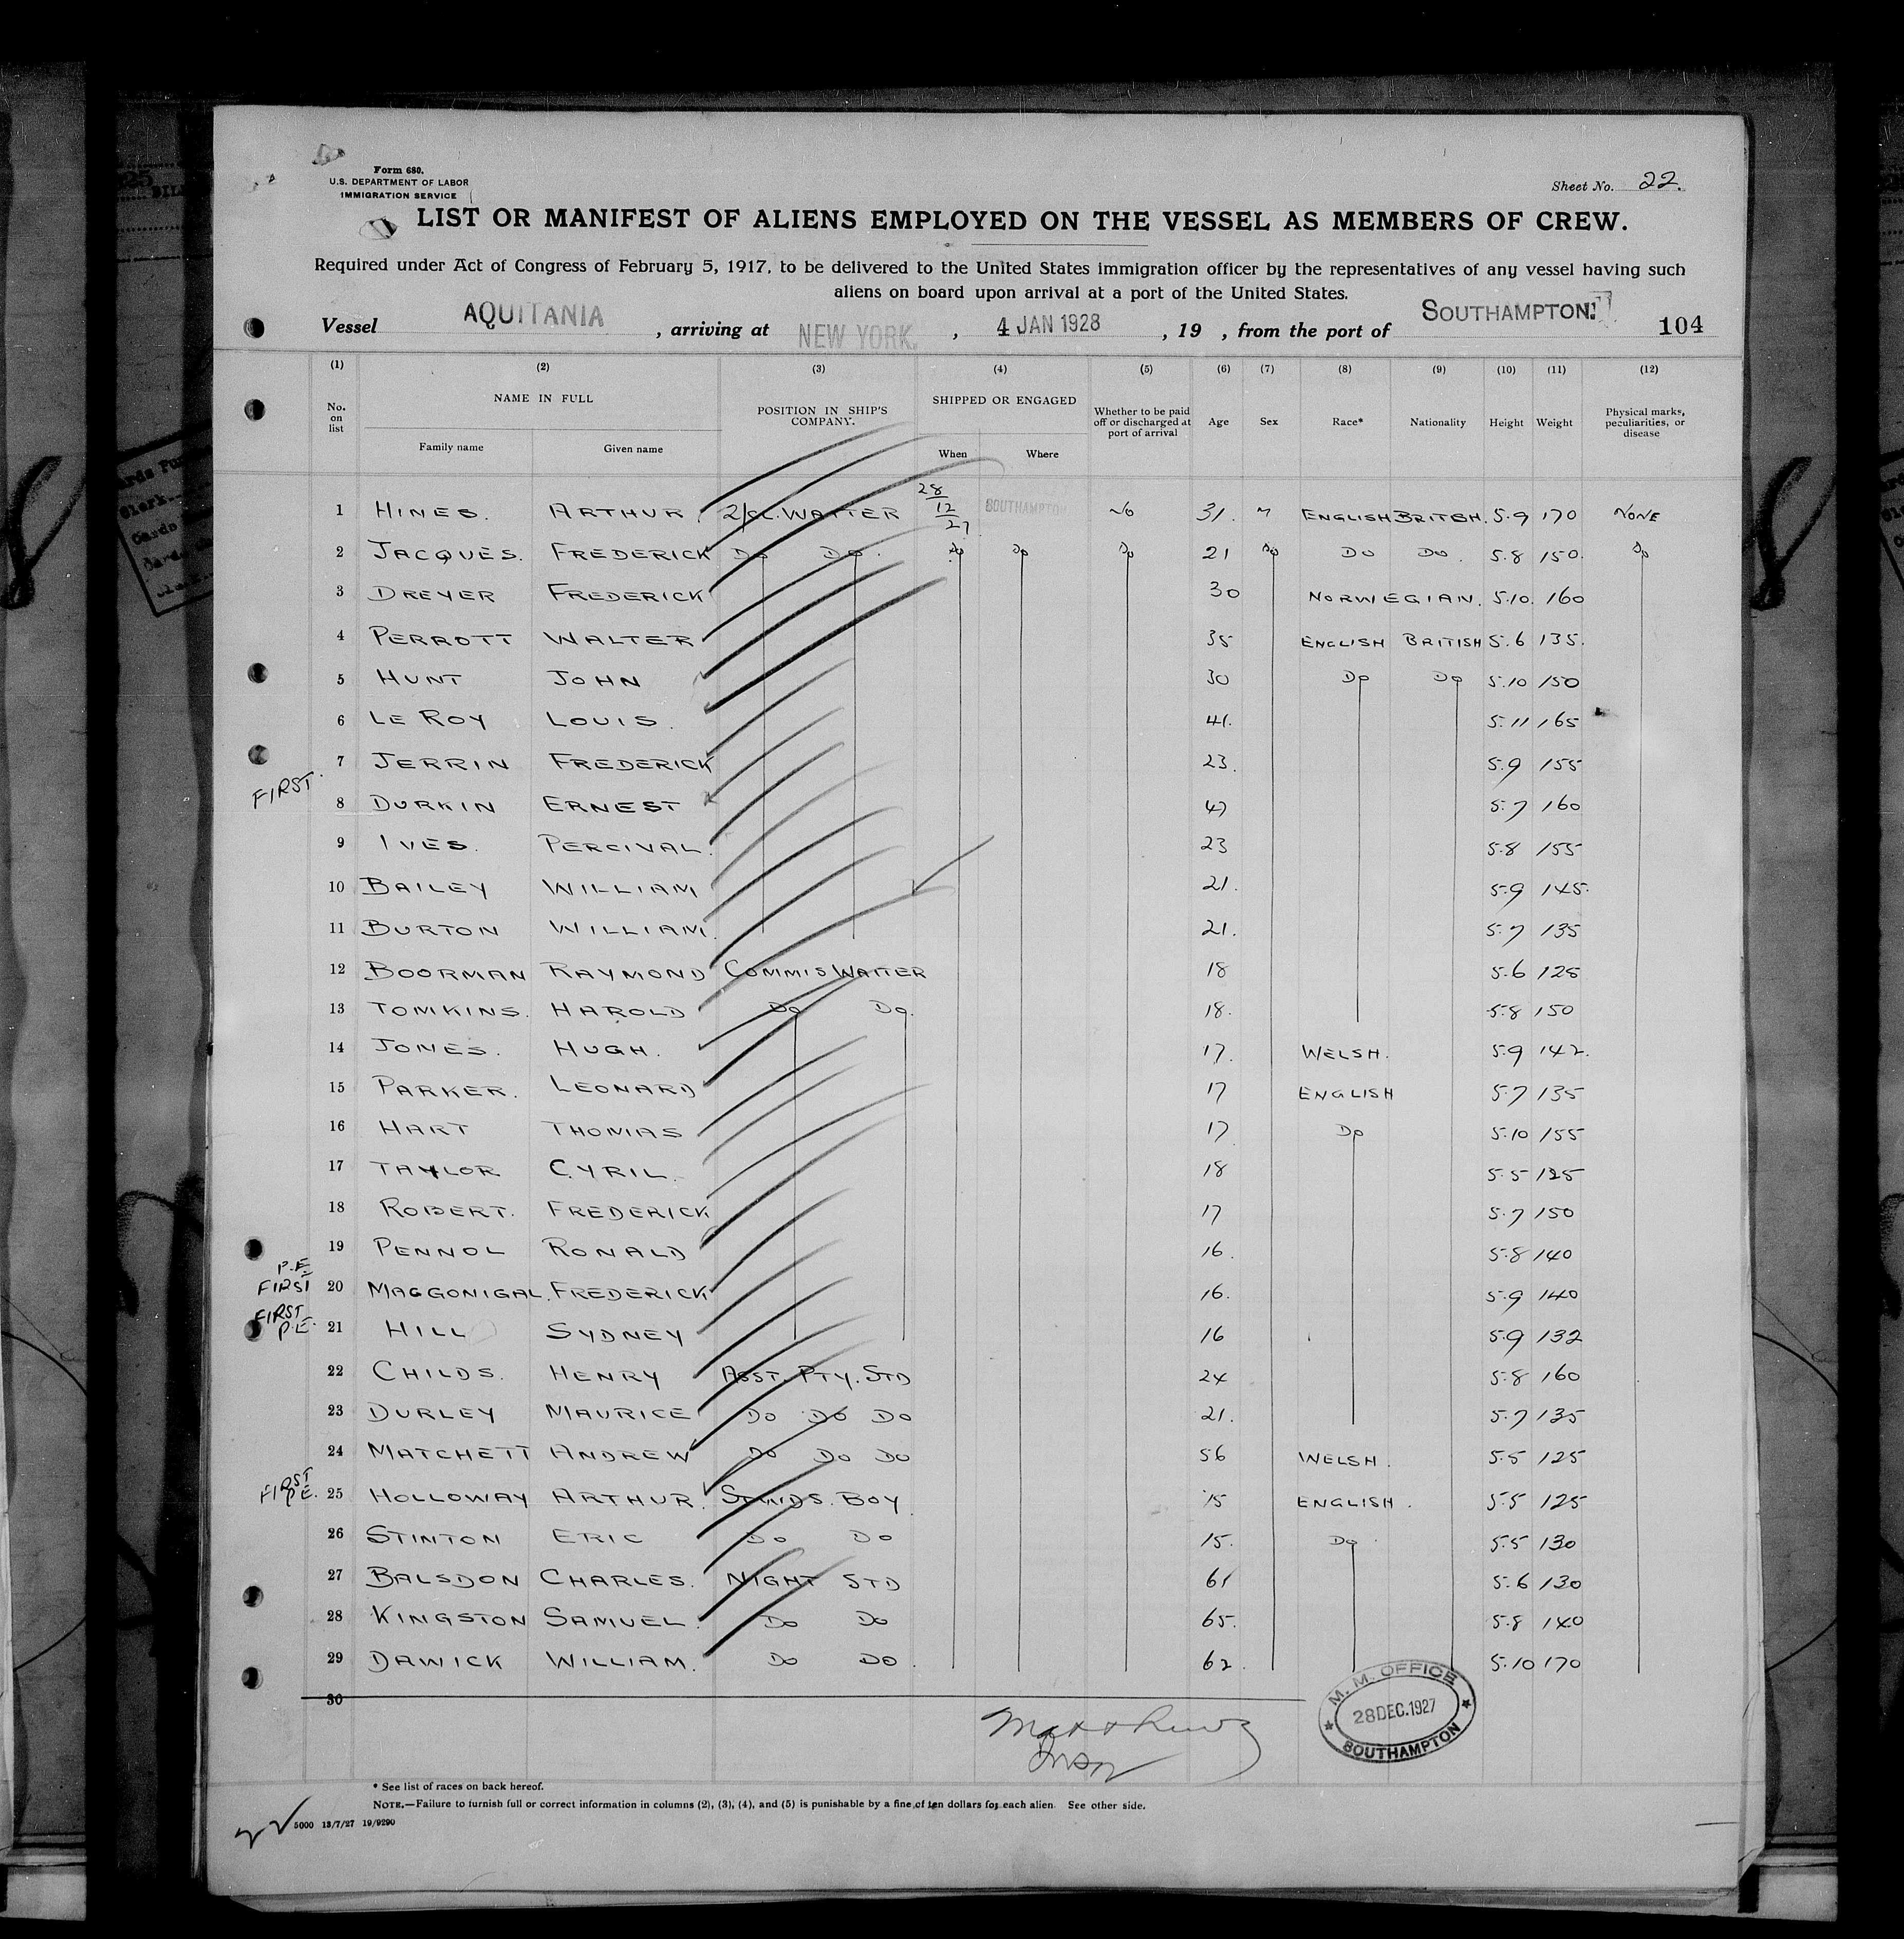 Form 680.
U.S. DEPARTMENT OF LABOR
IMMIGRATION SERVICE
Sheet No. 22.
LIST OR MANIFEST OF ALIENS EMPLOYED ON THE VESSEL AS MEMBERS OF CREW.
Required under Act of Congress of February 5, 1917, to be delivered to the United States immigration officer by the representatives of any vessel having such
aliens on board upon arrival at a port of the United States.
Vessel AQUITANIA, arriving at NEW YORK, 4 JAN 1928, 19 , from the port of SOUTHAMPTON. 104
(1) (2) (3) (4) (5) (6) (7) (8) (9) (10) (11) (12)
No. on list NAME IN FULL Family name Given name POSITION IN SHIP'S COMPANY. SHIPPED OR ENGAGED When Where Whether to be paid off or discharged at port of arrival Age Sex Race* Nationality Height Weight Physical marks, peculiarities, or disease
1 HINES. ARTHUR. 2/CL. WAITER 28/12/27 SOUTHAMPTON No 31. M ENGLISH BRITISH. 5.9 170 NONE
2 JACQUES. FREDERICK Do Do. Do Do Do 21 Do Do Do. 5.8 150. Do
3 DREYER FREDERICK 30 NORWEGIAN. 5.10. 160
4 PERROTT WALTER 35 ENGLISH BRITISH 5.6 135.
5 HUNT JOHN 30 Do Do 5.10 150
6 LE ROY LOUIS. 41. 5.11 165
7 JERRIN FREDERICK 23. 5.9 155
FIRST. 8 DURKIN ERNEST 47 5.7 160
9 IVES. PERCIVAL. 23 5.8 155
10 BAILEY WILLIAM 21. 5.9 145.
11 BURTON WILLIAM. 21. 5.7 135
12 BOORMAN RAYMOND COMMIS WAITER 18 5.6 125
13 TOMKINS. HAROLD Do Do. 18. 5.8 150
14 JONES. HUGH. 17. WELSH. 5.9 142.
15 PARKER. LEONARD 17 ENGLISH 5.7 135
16 HART THOMAS 17 Do 5.10 155
17 TAYLOR CYRIL. 18 5.5 125
18 ROBERT. FREDERICK 17 5.7 150
19 PENNOL RONALD 16. 5.8 140
P.E. FIRST 20 MAGGONIGAL. FREDERICK 16. 5.9 140
FIRST P.E. 21 HILL SYDNEY 16 5.9 132
22 CHILDS. HENRY ASST. PTY. STD 24 5.8 160
23 DURLEY MAURICE Do Do Do 21. 5.7 135
24 MATCHETT ANDREW Do Do Do 56 WELSH. 5.5 125
FIRST P.E. 25 HOLLOWAY ARTHUR. STWDS. BOY. 15 ENGLISH. 5.5 125
26 STINTON ERIC Do Do 15. Do. 5.5 130
27 BALSDON CHARLES. NIGHT STD 61 5.6 130
28 KINGSTON SAMUEL. Do Do 65. 5.8 140
29 DAWICK WILLIAM. Do Do. 62. 5.10 170
30
M. M. OFFICE
28 DEC. 1927
SOUTHAMPTON
* See list of races on back hereof.
NOTE.—Failure to furnish full or correct information in columns (2), (3), (4), and (5) is punishable by a fine of ten dollars for each alien. See other side.
5000 13/7/27 19/9290